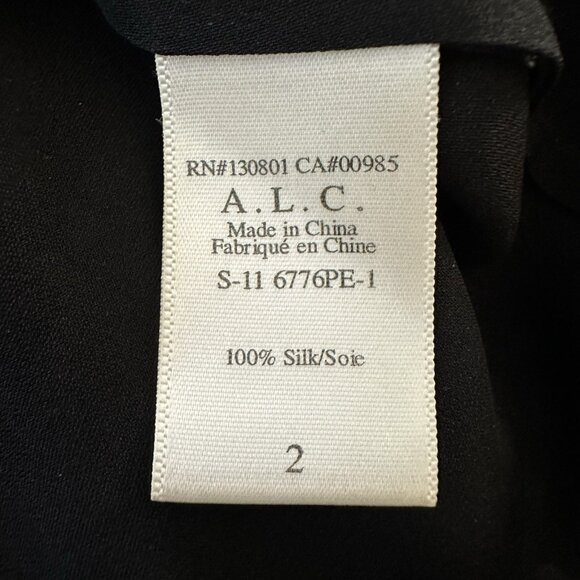 RN#130801 CA#00985
A.L.C.
Made in China
Fabriqué en Chine
S-11 6776PE-1
100% Silk/Soie
2